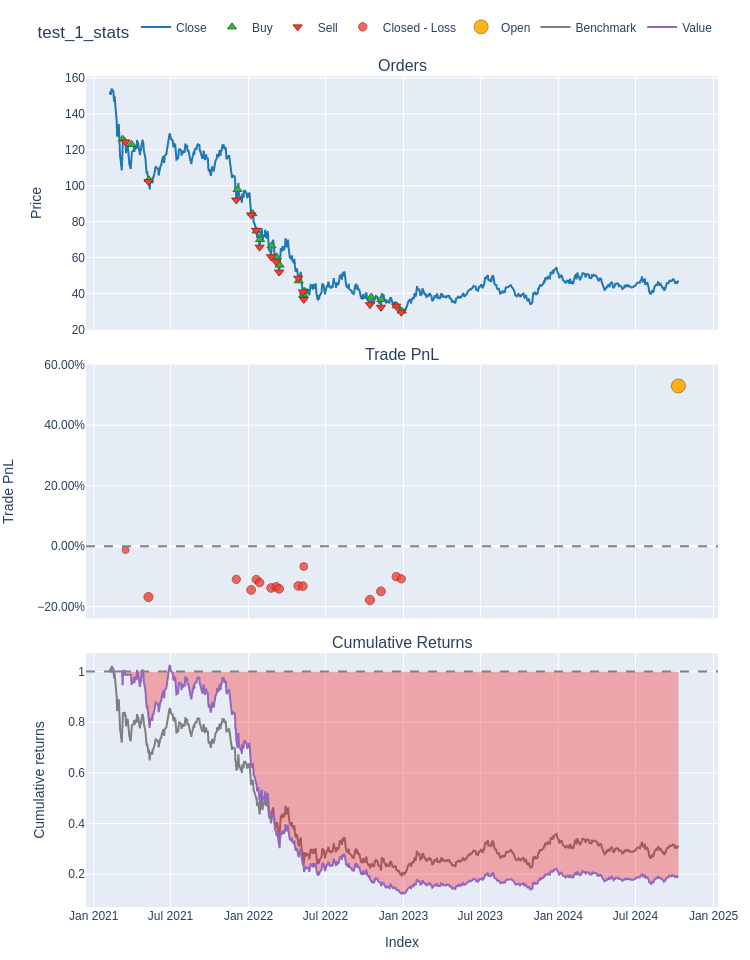 test_1_stats
Close Buy Sell Closed - Loss Open Benchmark Value
Orders
160
140
120
100
80
60
40
20
Price
Trade PnL
60.00%
40.00%
20.00%
0.00%
−20.00%
Trade PnL
Cumulative Returns
1
0.8
0.6
0.4
0.2
Cumulative returns
Jan 2021 Jul 2021 Jan 2022 Jul 2022 Jan 2023 Jul 2023 Jan 2024 Jul 2024 Jan 2025
Index